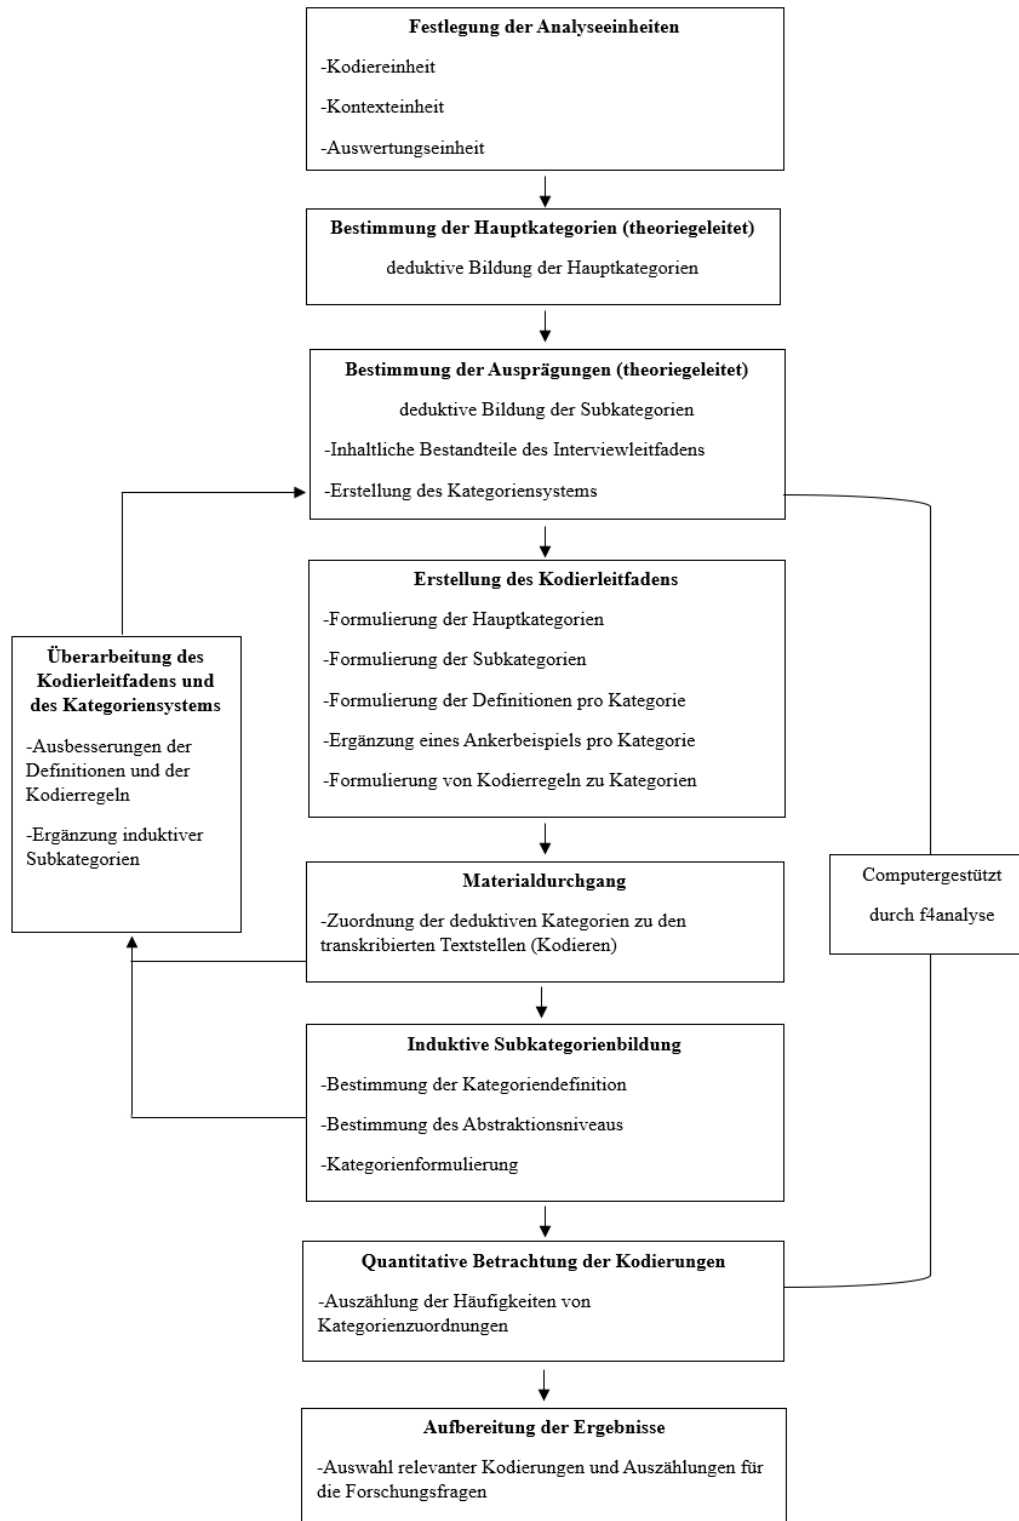 Festlegung der Analyseeinheiten
-Kodiereinheit
-Kontexteinheit
-Auswertungseinheit
Bestimmung der Hauptkategorien (theoriegeleitet)
deduktive Bildung der Hauptkategorien
Bestimmung der Ausprägungen (theoriegeleitet)
deduktive Bildung der Subkategorien
-Inhaltliche Bestandteile des Interviewleitfadens
-Erstellung des Kategoriensystems
Erstellung des Kodierleitfadens
-Formulierung der Hauptkategorien
-Formulierung der Subkategorien
-Formulierung der Definitionen pro Kategorie
-Ergänzung eines Ankerbeispiels pro Kategorie
-Formulierung von Kodierregeln zu Kategorien
Überarbeitung des
Kodierleitfadens und
des Kategoriensystems
-Ausbesserungen der
Definitionen und der
Kodierregeln
-Ergänzung induktiver
Subkategorien
Materialdurchgang
-Zuordnung der deduktiven Kategorien zu den
transkribierten Textstellen (Kodieren)
Computergestützt
durch f4analyse
Induktive Subkategorienbildung
-Bestimmung der Kategoriendefinition
-Bestimmung des Abstraktionsniveaus
-Kategorienformulierung
Quantitative Betrachtung der Kodierungen
-Auszählung der Häufigkeiten von
Kategorienzuordnungen
Aufbereitung der Ergebnisse
-Auswahl relevanter Kodierungen und Auszählungen für
die Forschungsfragen